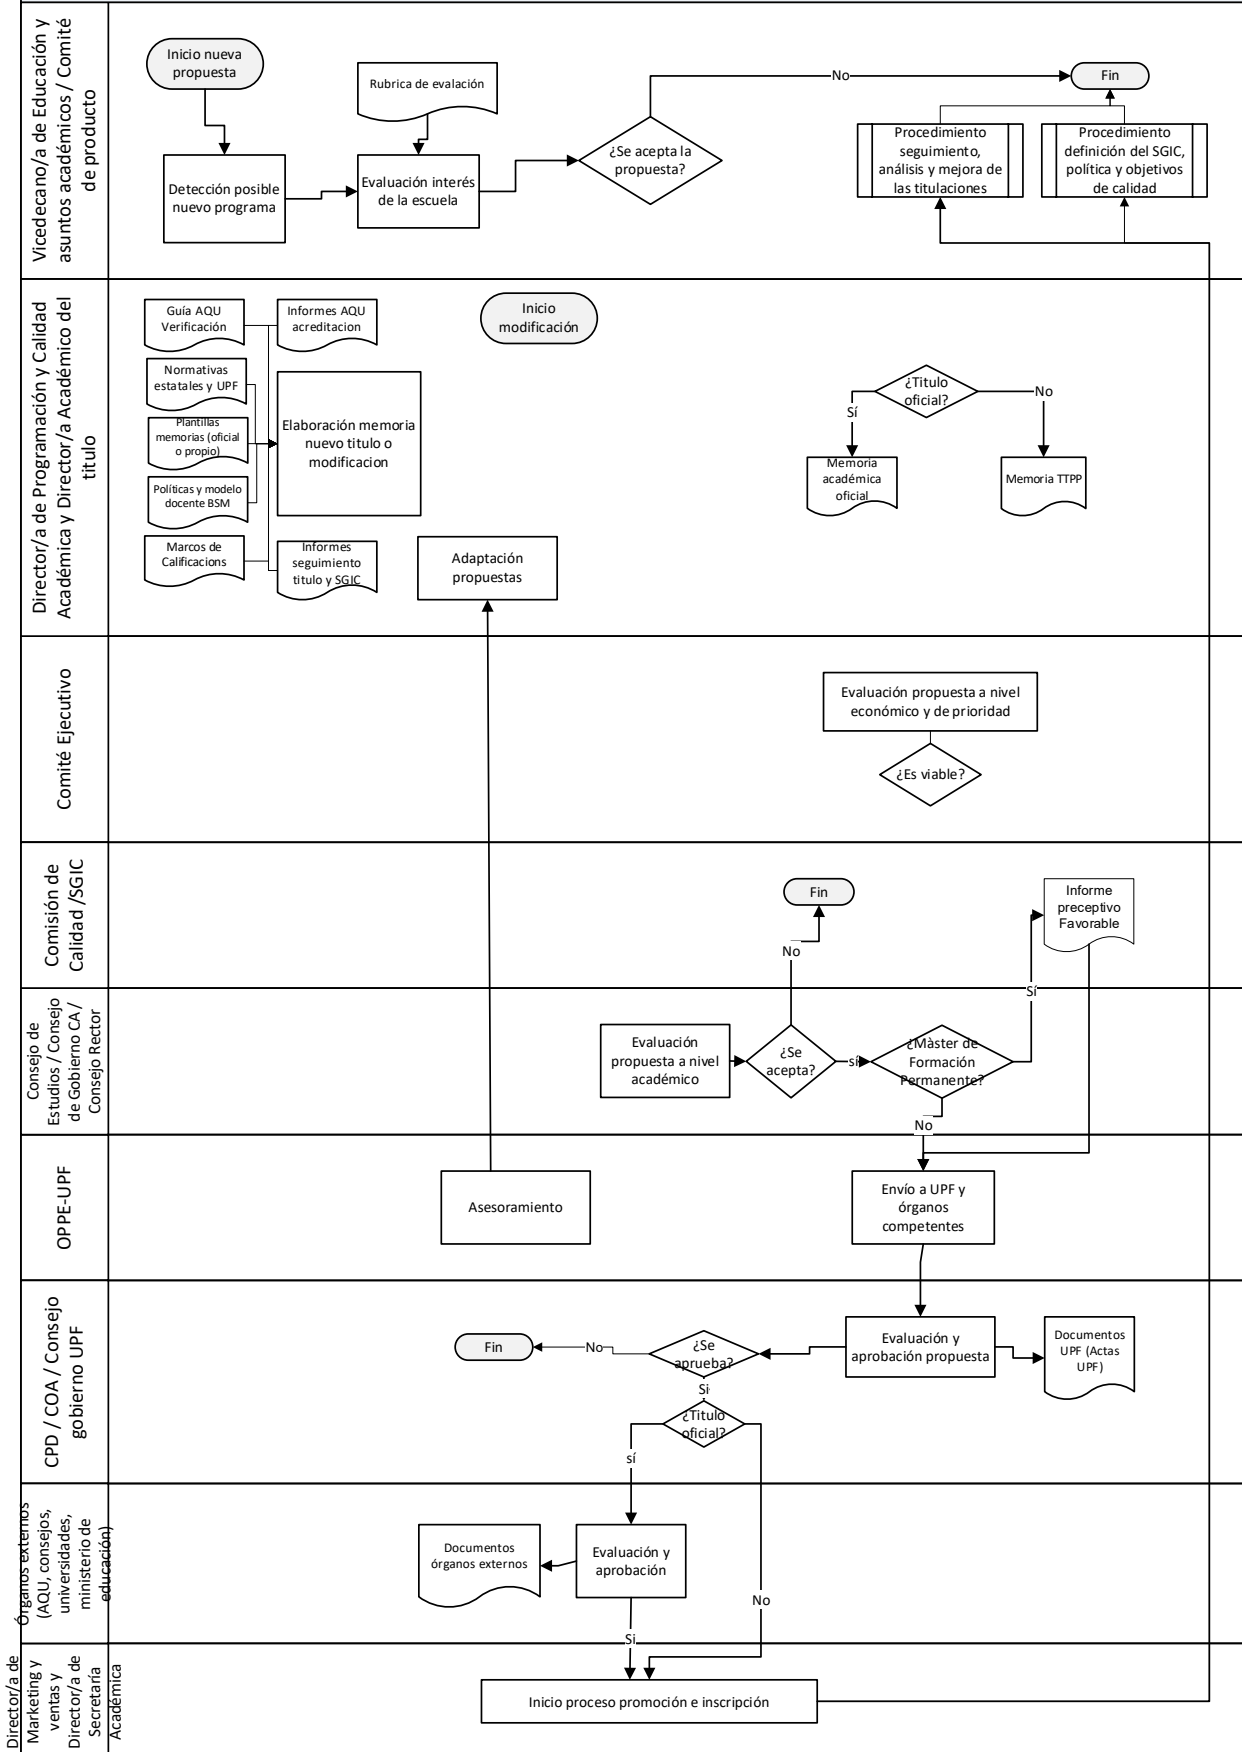 Vicedecano/a de Educación y
asuntos académicos / Comité
de producto
Inicio nueva
propuesta
Rubrica de evalación
No
Fin
Detección posible
nuevo programa
Evaluación interés
de la escuela
¿Se acepta la
propuesta?
Procedimiento
seguimiento,
análisis y mejora de
las titulaciones
Procedimiento
definición del SGIC,
política y objetivos
de calidad
Director/a de Programación y Calidad
Académica y Director/a Académico del
titulo
Guía AQU
Verificación
Informes AQU
acreditacion
Inicio
modificación
Normativas
estatales y UPF
Plantillas
memorias (oficial
o propio)
Políticas y modelo
docente BSM
Marcos de
Calificacions
Elaboración memoria
nuevo titulo o
modificacion
Informes
seguimiento
titulo y SGIC
Adaptación
propuestas
¿Titulo
oficial?
Sí
No
Memoria
académica
oficial
Memoria TTPP
Comité Ejecutivo
Evaluación propuesta a nivel
económico y de prioridad
¿Es viable?
Comisión de
Calidad /SGIC
Fin
No
Informe
preceptivo
Favorable
Sí
Consejo de
Estudios / Consejo
de Gobierno CA /
Consejo Rector
Evaluación
propuesta a nivel
académico
¿Se
acepta?
sí
¿Màster de
Formación
Permanente?
No
OPPE-UPF
Asesoramiento
Envío a UPF y
órganos
competentes
CPD / COA / Consejo
gobierno UPF
Fin
No
¿Se
aprueba?
Evaluación y
aprobación propuesta
Documentos
UPF (Actas
UPF)
Si
¿Titulo
oficial?
sí
Órganos externos
(AQU, consejos,
universidades,
ministerio de
educación)
Documentos
órganos externos
Evaluación y
aprobación
No
Si
Director/a de
Marketing y
ventas y
Director/a de
Secretaría
Académica
Inicio proceso promoción e inscripción